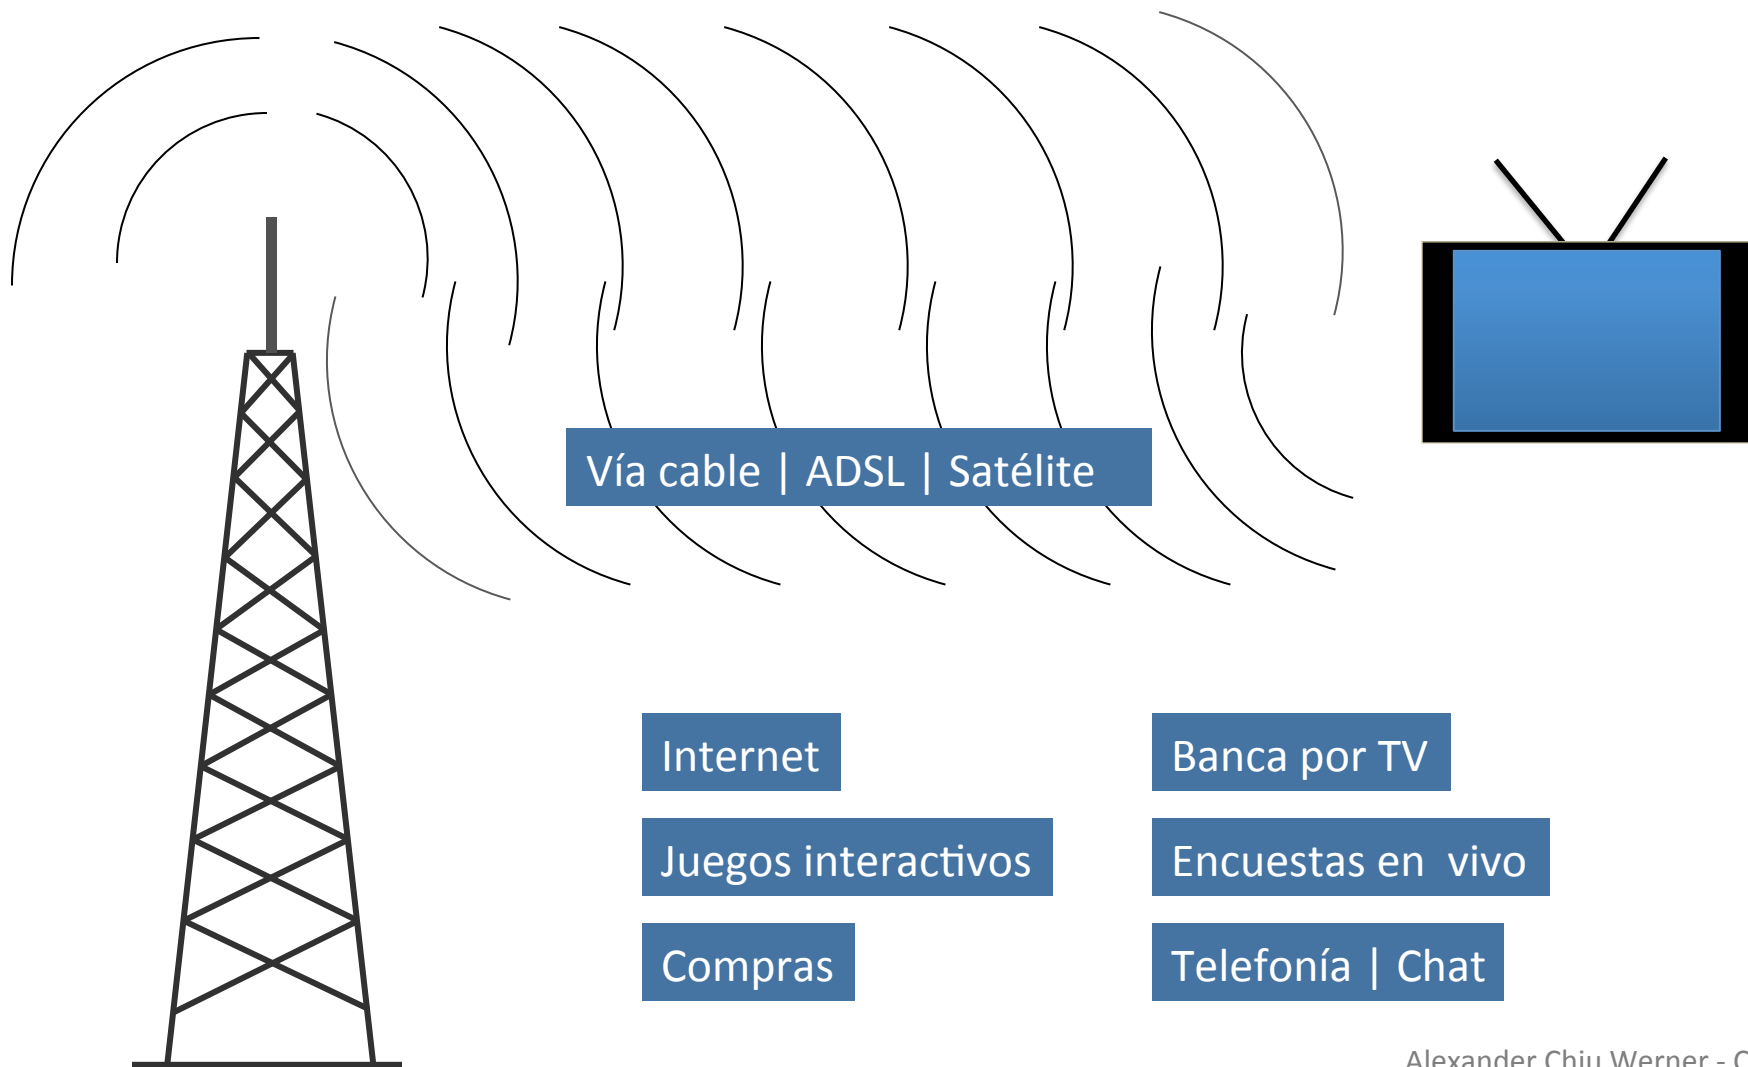 Vía cable | ADSL | Satélite
Internet
Banca por TV
Juegos interactivos
Encuestas en vivo
Compras
Telefonía | Chat
Alexander Chiu Werner -